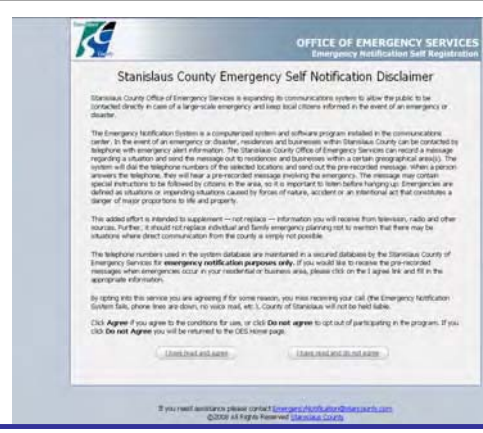 OFFICE OF EMERGENCY SERVICES
Emergency Notification Self Registration
Stanislaus County Emergency Self Notification Disclaimer
Stanislaus County Office of Emergency Services is expanding its communications system to allow the public to be
contacted directly in case of a large-scale emergency and keep local citizens informed in the event of an emergency or
disaster.
The Emergency Notification System is a computerized system and software program installed in the communications
center. In the event of an emergency or disaster, residences and businesses within Stanislaus County can be contacted by
telephone with emergency alert information. The Stanislaus County Office of Emergency Services can record a message
regarding a situation and send the message out to residences and businesses within a certain geographical area(s). The
system will dial the telephone numbers of the selected locations and send out the pre-recorded message. When a person
answers the telephone, they will hear a pre-recorded message involving the emergency. The message may contain
special instructions to be followed by citizens in the area, so it is important to listen before hanging up. Emergencies are
defined as situations or impending situations caused by forces of nature, accident or an intentional act that constitutes a
danger of major proportions to life and property.
This added effort is intended to supplement — not replace — information you will receive from television, radio and other
sources. Further, it should not replace individual and family emergency planning not to mention that there may be
situations where direct communication from the county is simply not possible.
The telephone numbers used in the system database are maintained in a secured database by the Stanislaus County of
Emergency Services for emergency notification purposes only. If you would like to receive the pre-recorded
messages when emergencies occur in your residential or business area, please click on the I agree link and fill in the
appropriate information.
By opting into this service you are agreeing if for some reason, you miss receiving your call (the Emergency Notification
System fails, phone lines are down, no voice mail, etc.), County of Stanislaus will not be held liable.
Click Agree if you agree to the conditions for use, or click Do not agree to opt out of participating in the program. If you
click Do not Agree you will be returned to the OES Home page.
I have read and agree I have read and do not agree
If you need assistance please contact EmergencyNotification@stancounty.com
©2008 All Rights Reserved Stanislaus County